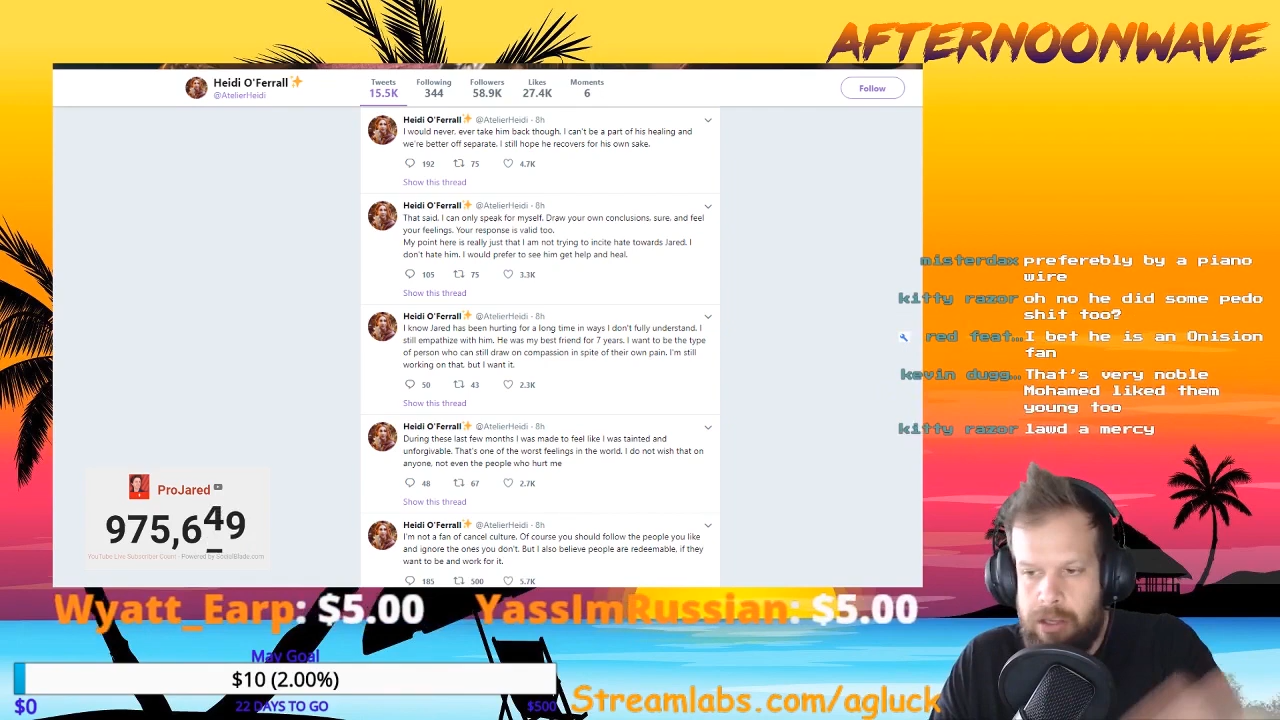 AFTERNOONWAVE
Heidi O'Ferrall✨
@AtelierHeidi
Tweets
15.5K
Following
344
Followers
58.9K
Likes
27.4K
Moments
6
Follow
Heidi O'Ferrall✨ @AtelierHeidi · 8h
I would never, ever take him back though. I can't be a part of his healing and
we're better off separate. I still hope he recovers for his own sake.
192 75 4.7K
Show this thread
Heidi O'Ferrall✨ @AtelierHeidi · 8h
That said, I can only speak for myself. Draw your own conclusions, sure, and feel
your feelings. Your response is valid too.
My point here is really just that I am not trying to incite hate towards Jared. I
don't hate him. I would prefer to see him get help and heal.
105 75 3.3K
Show this thread
Heidi O'Ferrall✨ @AtelierHeidi · 8h
I know Jared has been hurting for a long time in ways I don't fully understand. I
still empathize with him. He was my best friend for 7 years. I want to be the type
of person who can still draw on compassion in spite of their own pain. I'm still
working on that, but I want it.
50 43 2.3K
Show this thread
Heidi O'Ferrall✨ @AtelierHeidi · 8h
During these last few months I was made to feel like I was tainted and
unforgivable. That's one of the worst feelings in the world. I do not wish that on
anyone, not even the people who hurt me
48 67 2.7K
Show this thread
Heidi O'Ferrall✨ @AtelierHeidi · 8h
I'm not a fan of cancel culture. Of course you should follow the people you like
and ignore the ones you don't. But I also believe people are redeemable, if they
want to be and work for it.
185 500 5.7K
ProJared
975,649
YouTube Live Subscriber Count - Powered by SocialBlade.com
misterdax preferebly by a piano
wire
kitty razor oh no he did some pedo
shit too?
red feat… I bet he is an Onision
fan
kevin dugg… That's very noble
Mohamed liked them
young too
kitty razor lawd a mercy
Wyatt_Earp: $5.00 YassImRussian: $5.00
May Goal
$10 (2.00%)
$0 22 DAYS TO GO $500
Streamlabs.com/agluck